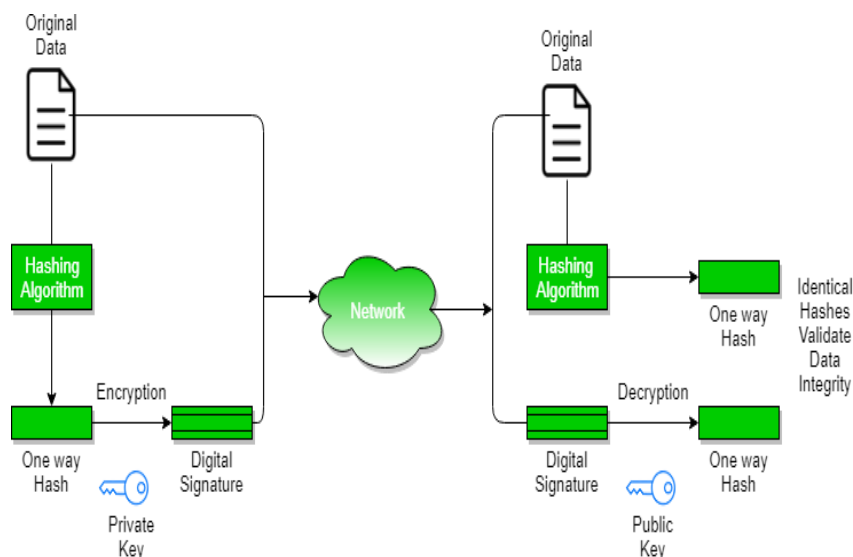 Original
Data
Hashing
Algorithm
Encryption
One way
Hash
Digital
Signature
Private
Key
Network
Original
Data
Hashing
Algorithm
One way
Hash
Identical
Hashes
Validate
Data
Integrity
Decryption
Digital
Signature
One way
Hash
Public
Key